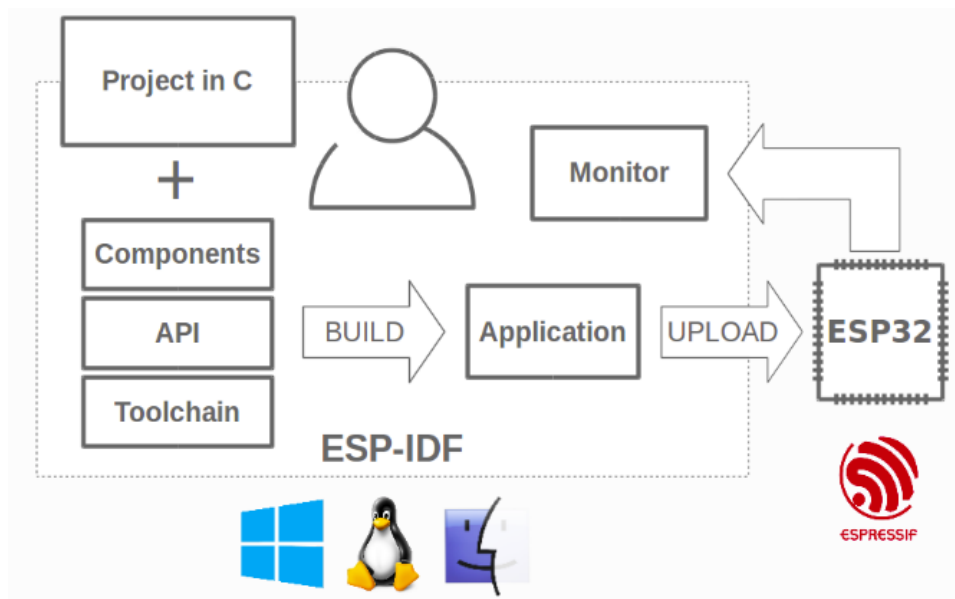 Project in C
+
Components
API
Toolchain
BUILD
Application
UPLOAD
Monitor
ESP32
ESP-IDF
ESPRESSIF